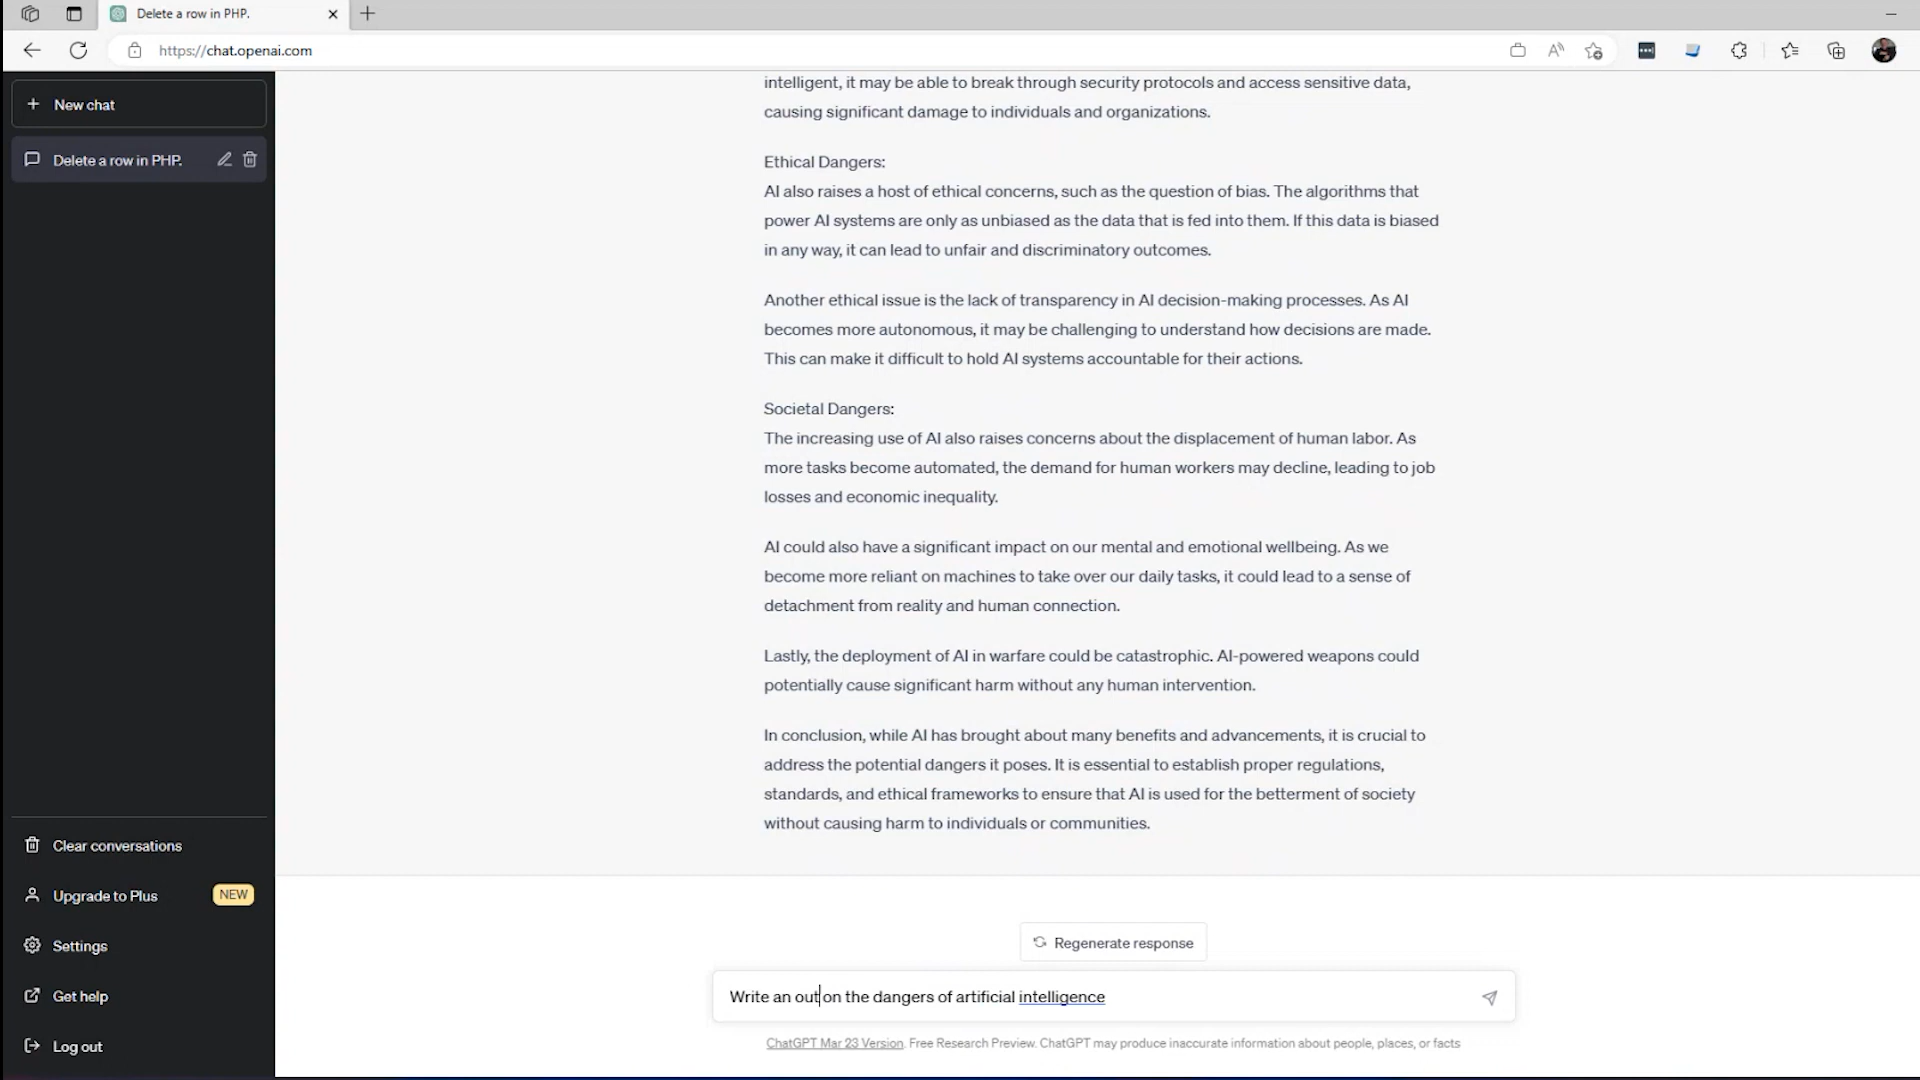 Delete a row in PHP.
https://chat.openai.com
New chat
Delete a row in PHP.
intelligent, it may be able to break through security protocols and access sensitive data,
causing significant damage to individuals and organizations.
Ethical Dangers:
AI also raises a host of ethical concerns, such as the question of bias. The algorithms that
power AI systems are only as unbiased as the data that is fed into them. If this data is biased
in any way, it can lead to unfair and discriminatory outcomes.
Another ethical issue is the lack of transparency in AI decision-making processes. As AI
becomes more autonomous, it may be challenging to understand how decisions are made.
This can make it difficult to hold AI systems accountable for their actions.
Societal Dangers:
The increasing use of AI also raises concerns about the displacement of human labor. As
more tasks become automated, the demand for human workers may decline, leading to job
losses and economic inequality.
AI could also have a significant impact on our mental and emotional wellbeing. As we
become more reliant on machines to take over our daily tasks, it could lead to a sense of
detachment from reality and human connection.
Lastly, the deployment of AI in warfare could be catastrophic. AI-powered weapons could
potentially cause significant harm without any human intervention.
In conclusion, while AI has brought about many benefits and advancements, it is crucial to
address the potential dangers it poses. It is essential to establish proper regulations,
standards, and ethical frameworks to ensure that AI is used for the betterment of society
without causing harm to individuals or communities.
Clear conversations
Upgrade to Plus NEW
Settings
Get help
Log out
Regenerate response
Write an out on the dangers of artificial intelligence
ChatGPT Mar 23 Version. Free Research Preview. ChatGPT may produce inaccurate information about people, places, or facts